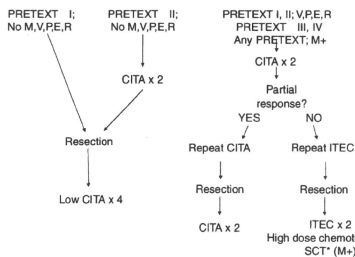 PRETEXT I;
No M,V,P,E,R
PRETEXT II;
No M,V,P,E,R
CITA x 2
Resection
Low CITA x 4
PRETEXT I, II; V,P,E,R
PRETEXT III, IV
Any PRETEXT; M+
CITA x 2
Partial
response?
YES
NO
Repeat CITA
Repeat ITEC
Resection
Resection
CITA x 2
ITEC x 2
High dose chemot
SCT* (M+)